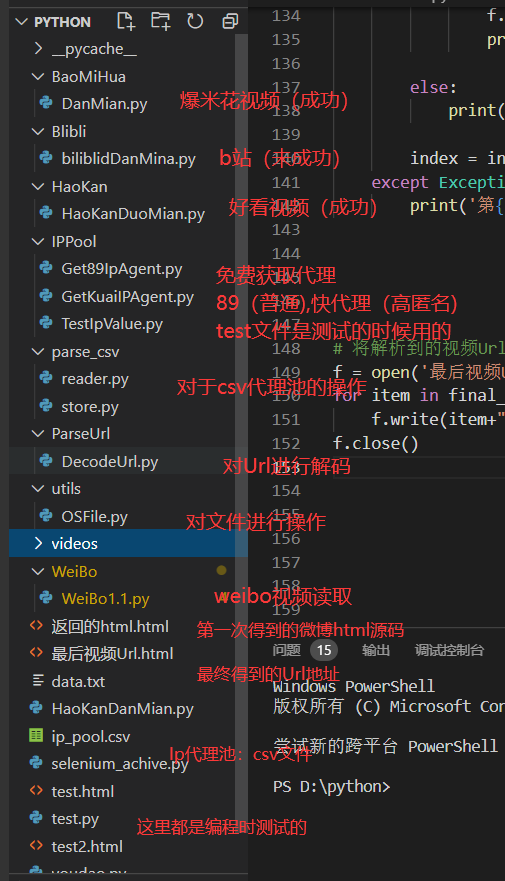 PYTHON
__pycache__
BaoMiHua
DanMian.py
爆米花视频（成功）
Blibli
biliblidDanMina.py
b站（未成功）
HaoKan
HaoKanDuoMian.py
好看视频（成功）
IPPool
Get89IpAgent.py
免费获取代理
GetKuaiIPAgent.py
89（普通),快代理（高匿名)
TestIpValue.py
test文件是测试的时候用的
parse_csv
reader.py
对于csv代理池的操作
store.py
ParseUrl
DecodeUrl.py
对Url进行解码
utils
OSFile.py
对文件进行操作
videos
WeiBo
WeiBo1.1.py
weibo视频读取
返回的html.html
第一次得到的微博html源码
最后视频Url.html
最终得到的Url地址
data.txt
HaoKanDanMian.py
ip_pool.csv
Ip代理池：csv文件
selenium_achive.py
test.html
test.py
这里都是编程时测试的
test2.html
youdao.py
134 f.
135 pr
136
137 else:
138 print(
139
140 index = in
141 except Excepti
142 print('第{
143
144
145
146
147
148 # 将解析到的视频Url
149 f = open('最后视频U
150 for item in final_
151 f.write(item+"
152 f.close()
153
154
155
156
157
158
159
问题 15 输出 调试控制台
Windows PowerShell
版权所有 (C) Microsoft Cor
尝试新的跨平台 PowerShell
PS D:\python>